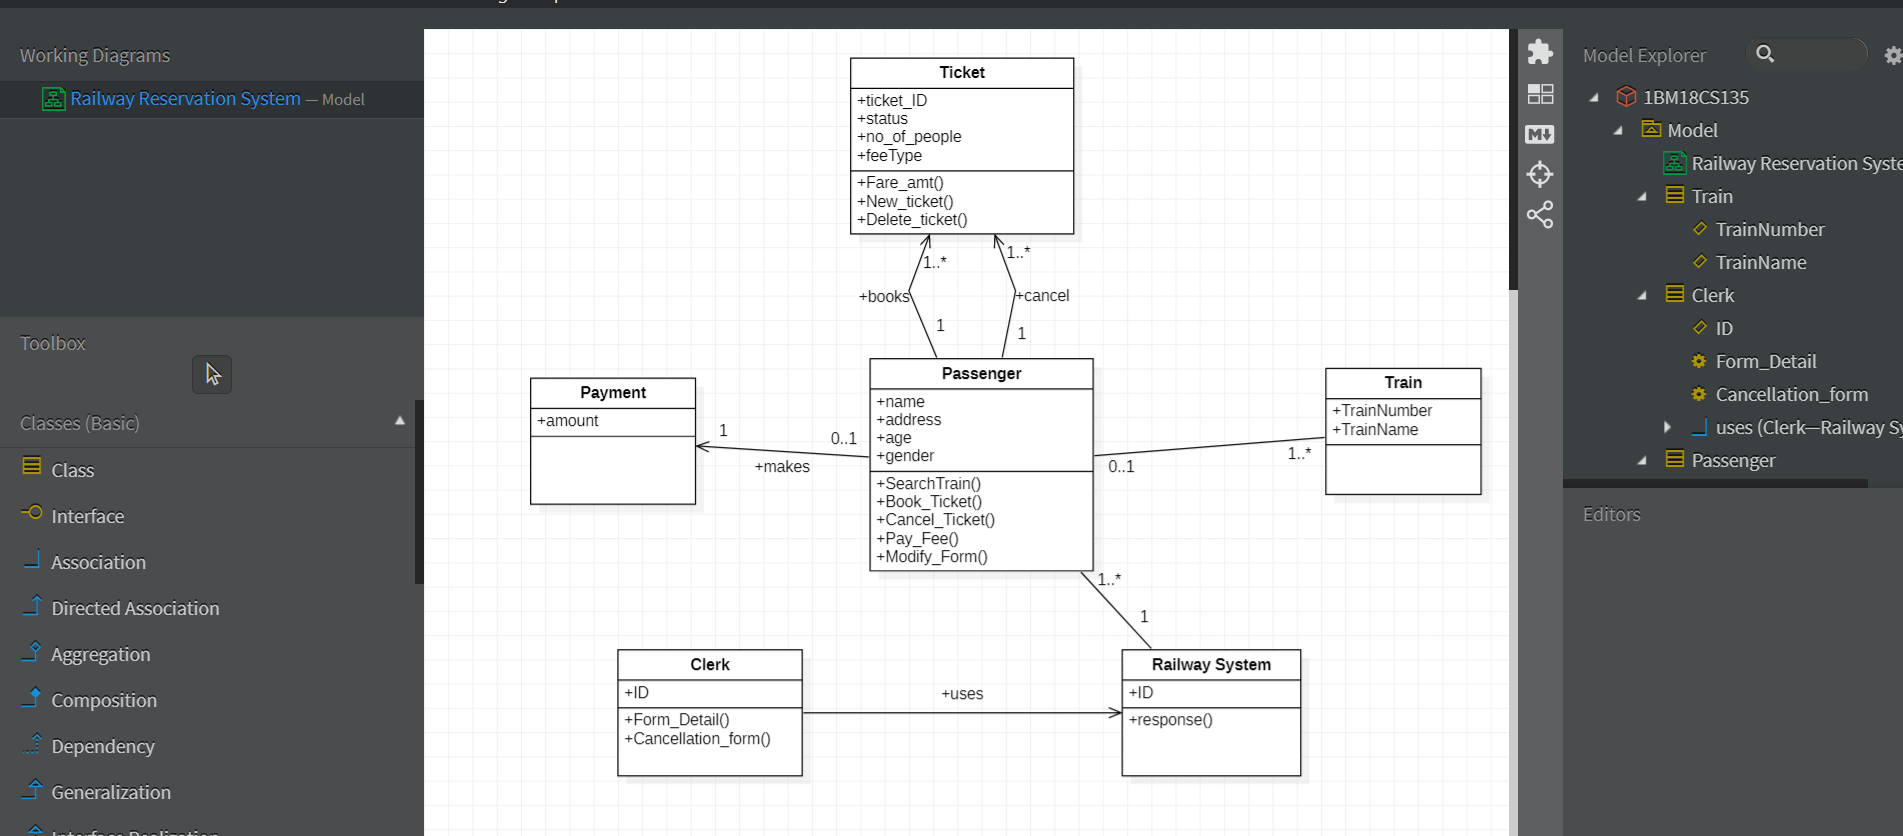 Working Diagrams
Railway Reservation System — Model
Toolbox
Classes (Basic)
Class
Interface
Association
Directed Association
Aggregation
Composition
Dependency
Generalization
Interface Realization
Ticket
+ticket_ID
+status
+no_of_people
+feeType
+Fare_amt()
+New_ticket()
+Delete_ticket()
1..*
1..*
+books
+cancel
1
1
Payment
+amount
1
0..1
+makes
Passenger
+name
+address
+age
+gender
+SearchTrain()
+Book_Ticket()
+Cancel_Ticket()
+Pay_Fee()
+Modify_Form()
Train
+TrainNumber
+TrainName
0..1
1..*
1..*
1
Clerk
+ID
+Form_Detail()
+Cancellation_form()
+uses
Railway System
+ID
+response()
M
Model Explorer
1BM18CS135
Model
Railway Reservation Syste
Train
TrainNumber
TrainName
Clerk
ID
Form_Detail
Cancellation_form
uses (Clerk—Railway Sy
Passenger
Editors